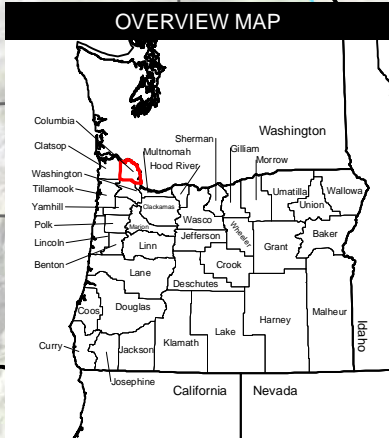 OVERVIEW MAP
Columbia
Clatsop
Washington
Tillamook
Yamhill
Polk
Lincoln
Benton
Multnomah
Hood River
Sherman
Gilliam
Morrow
Washington
Umatilla
Wallowa
Union
Clackamas
Wasco
Marion
Jefferson
Wheeler
Baker
Linn
Grant
Crook
Lane
Deschutes
Douglas
Coos
Malheur
Harney
Lake
Klamath
Idaho
Curry
Jackson
Josephine
California
Nevada